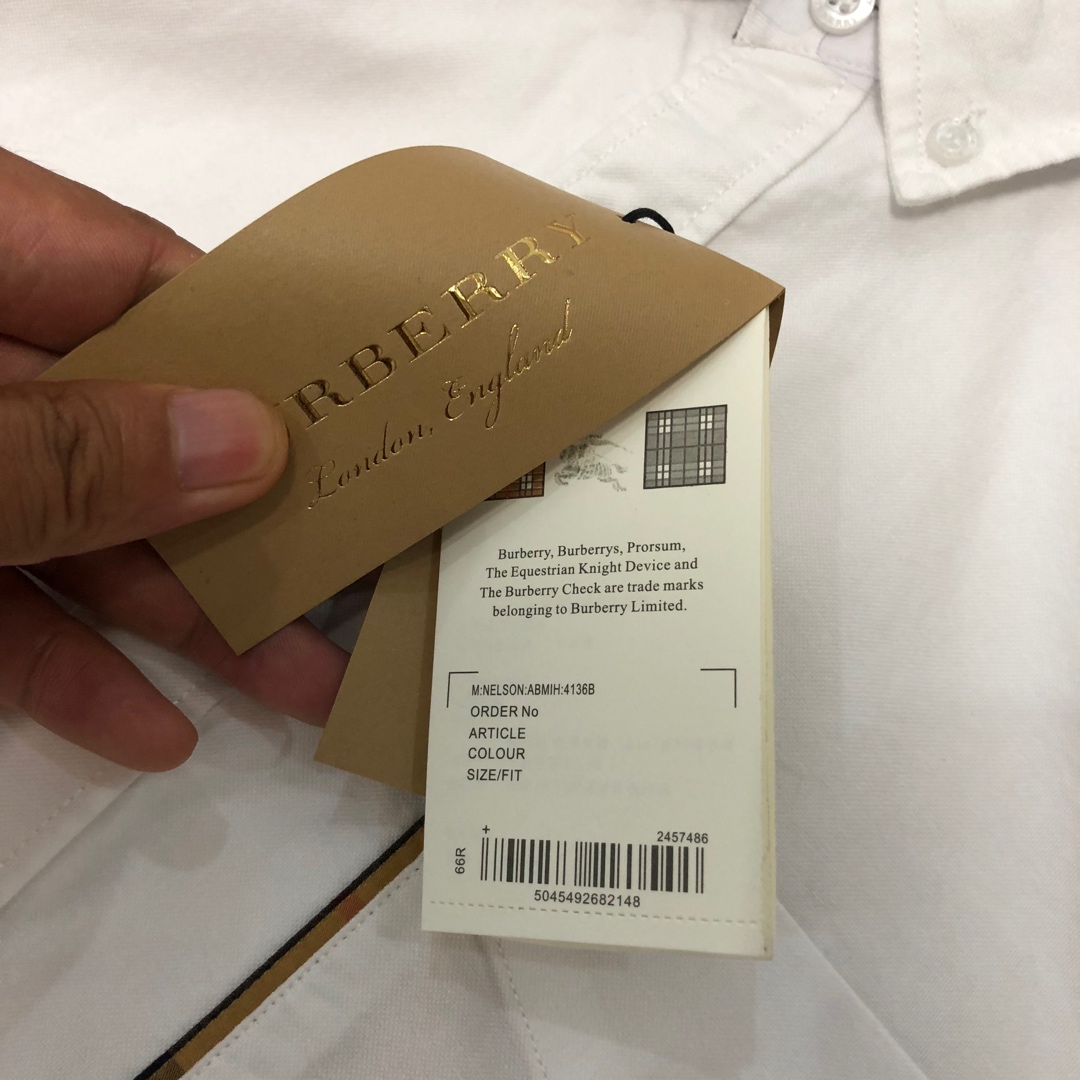 RBERRY
London, England
Burberry, Burberrys, Prorsum,
The Equestrian Knight Device and
The Burberry Check are trade marks
belonging to Burberry Limited.
M:NELSON:ABMIH:4136B
ORDER No
ARTICLE
COLOUR
SIZE/FIT
+
2457486
66R
5045492682148